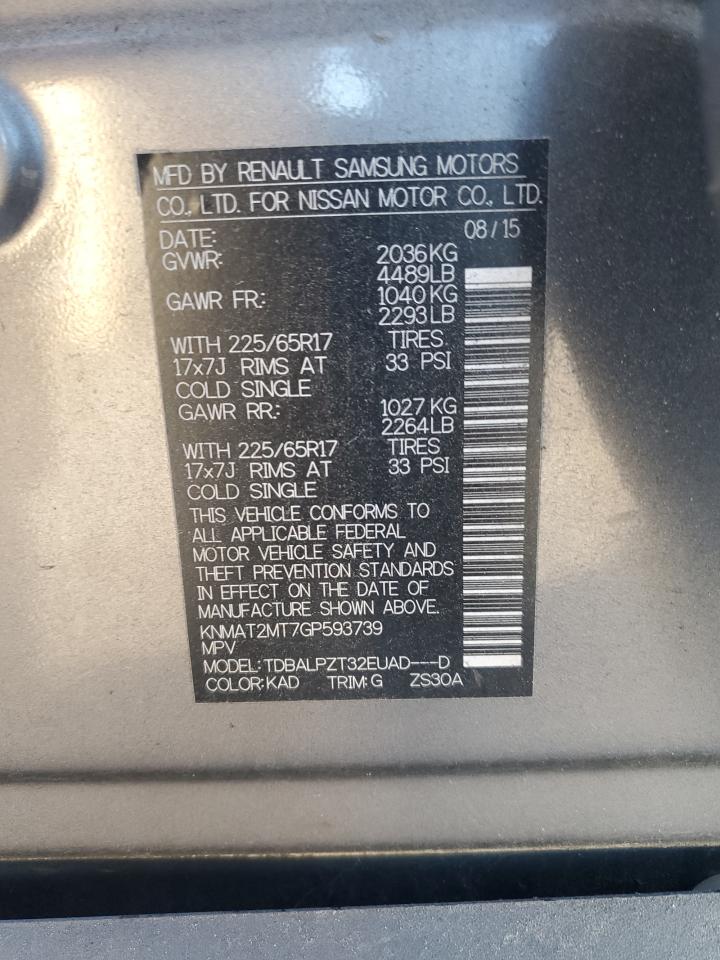 MFD BY RENAULT SAMSUNG MOTORS
CO., LTD. FOR NISSAN MOTOR CO., LTD.
DATE: 08/15
GVWR: 2036KG
4489LB
GAWR FR: 1040KG
2293LB
WITH 225/65R17 TIRES
17x7J RIMS AT 33 PSI
COLD SINGLE
GAWR RR: 1027KG
2264LB
WITH 225/65R17 TIRES
17x7J RIMS AT 33 PSI
COLD SINGLE
THIS VEHICLE CONFORMS TO
ALL APPLICABLE FEDERAL
MOTOR VEHICLE SAFETY AND
THEFT PREVENTION STANDARDS
IN EFFECT ON THE DATE OF
MANUFACTURE SHOWN ABOVE.
KNMAT2MT7GP593739
MPV
MODEL: TDBALPZT32EUAD---D
COLOR: KAD TRIM: G ZS30A